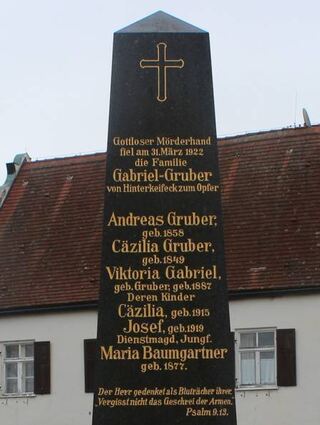 Gottloser Mörderhand
fiel am 31. März 1922
die Familie
Gabriel-Gruber
von Hinterkeifeck zum Opfer
Andreas Gruber,
geb. 1858
Cäzilia Gruber,
geb. 1849
Viktoria Gabriel,
geb. Gruber, geb. 1887
Deren Kinder
Cäzilia, geb. 1915
Josef, geb. 1919
Dienstmagd, Jungf.
Maria Baumgartner
geb. 1877.
Der Herr gedenket als Bluträcher ihrer.
Vergisst nicht das Geschrei der Armen.
Psalm 9.13.